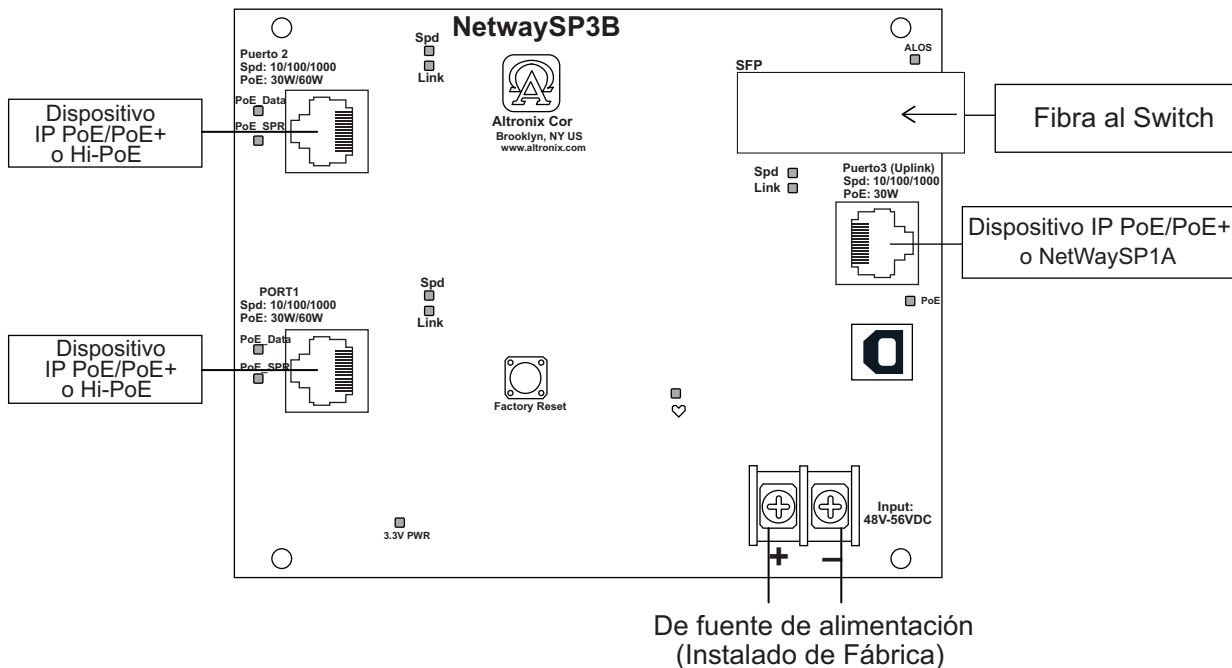 NetwaySP3B
Puerto 2
Spd: 10/100/1000
PoE: 30W/60W
PoE_Data
PoE_SPR
Dispositivo
IP PoE/PoE+
o Hi-PoE
Spd
Link
Altronix Cor
Brooklyn, NY US
www.altronix.com
ALOS
SFP
Fibra al Switch
Spd
Link
Puerto3 (Uplink)
Spd: 10/100/1000
PoE: 30W
Dispositivo IP PoE/PoE+
o NetWaySP1A
PoE
PORT1
Spd: 10/100/1000
PoE: 30W/60W
PoE_Data
PoE_SPR
Dispositivo
IP PoE/PoE+
o Hi-PoE
Spd
Link
Factory Reset
3.3V PWR
Input:
48V-56VDC
+ –
De fuente de alimentación
(Instalado de Fábrica)